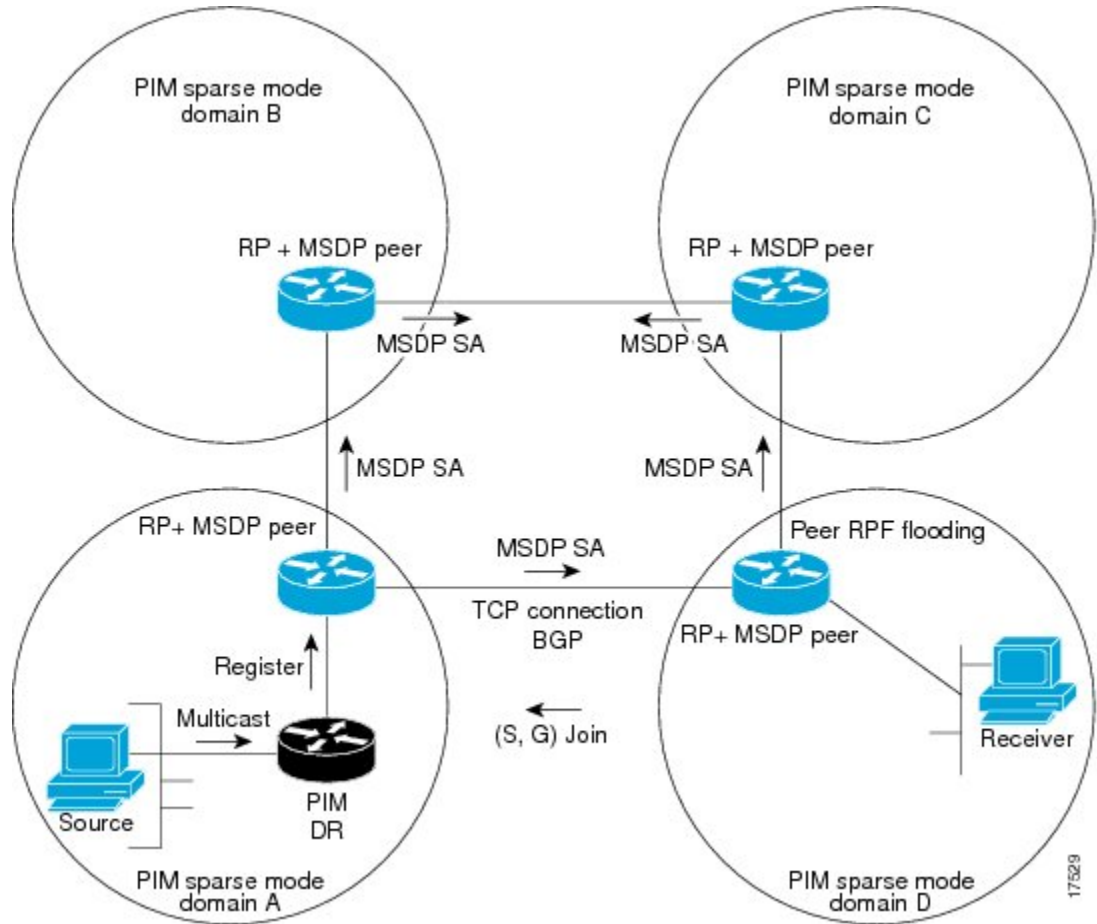 PIM sparse mode
domain B
PIM sparse mode
domain C
RP + MSDP peer
RP + MSDP peer
MSDP SA
MSDP SA
MSDP SA
MSDP SA
RP+ MSDP peer
Peer RPF flooding
MSDP SA
TCP connection
BGP
RP+ MSDP peer
Register
Multicast
(S, G) Join
Receiver
Source
PIM
DR
PIM sparse mode
domain A
PIM sparse mode
domain D
17529